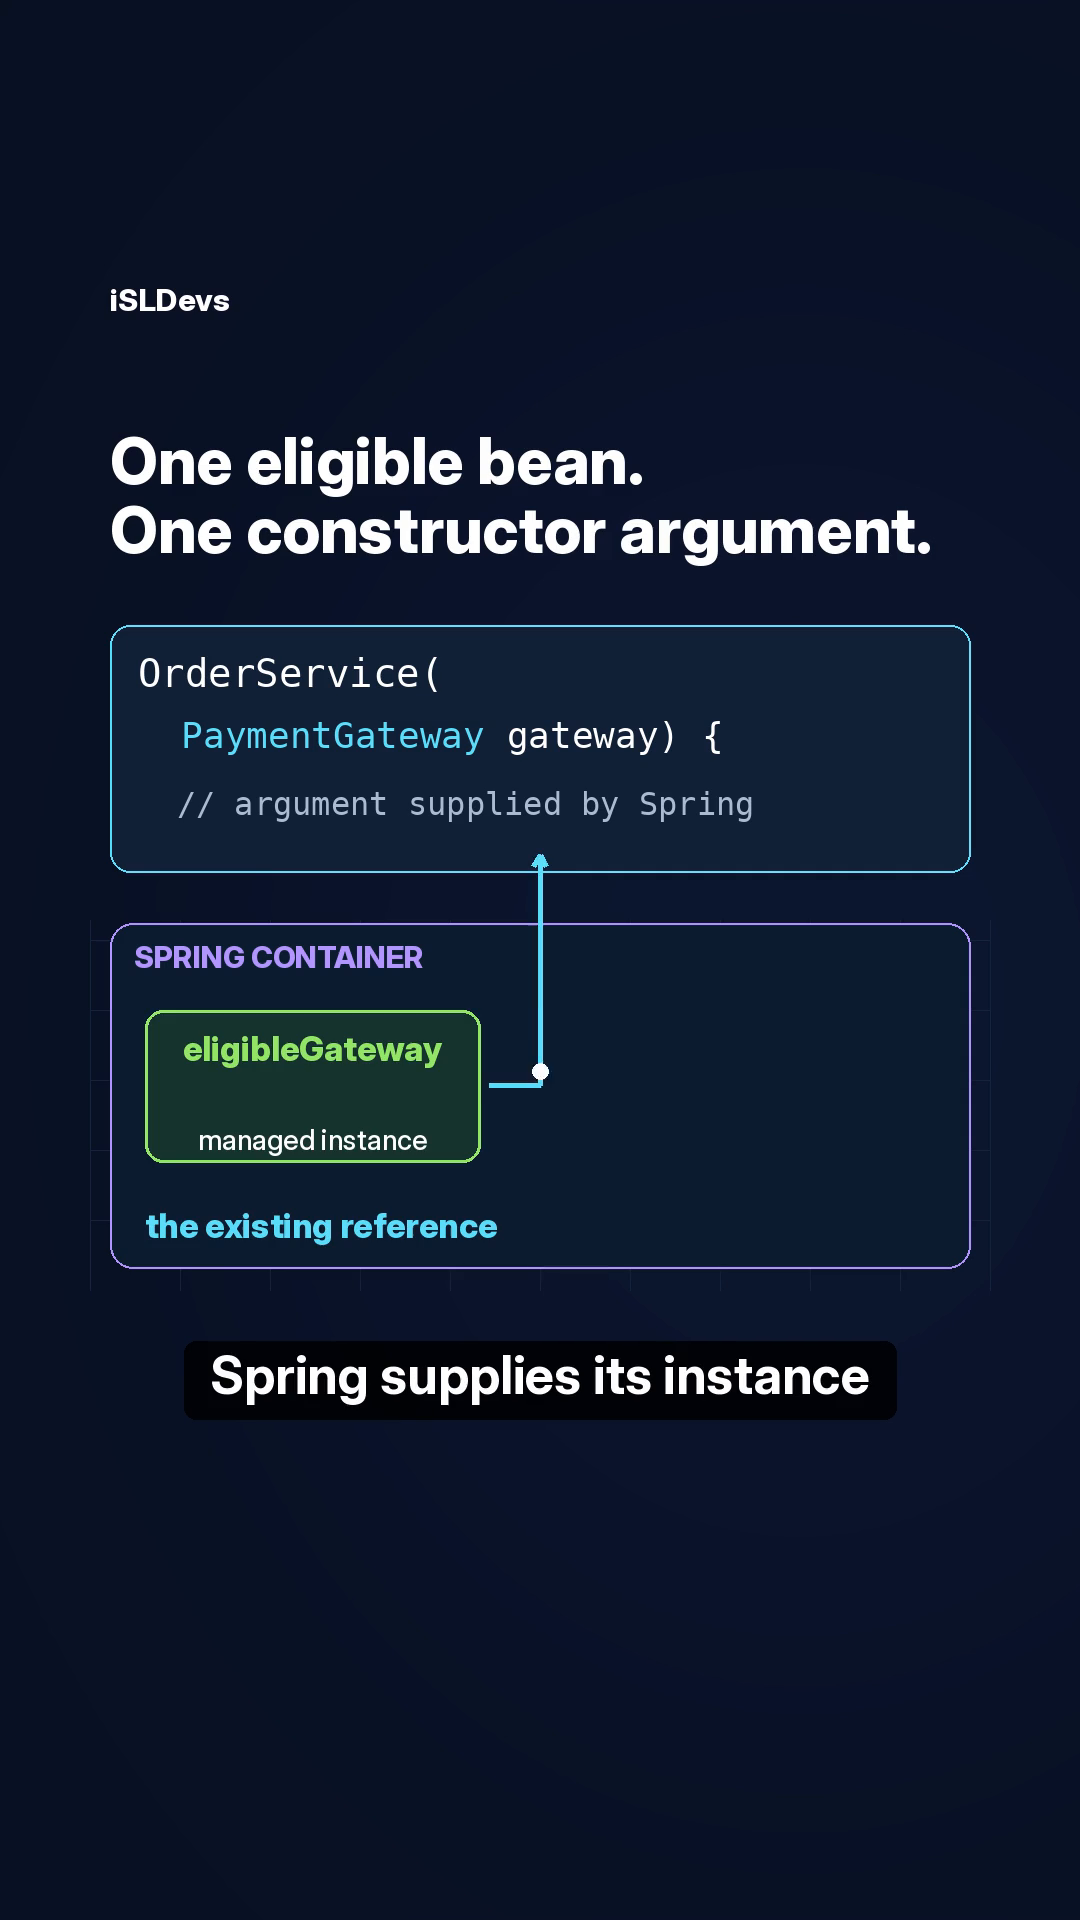 iSLDevs
One eligible bean.
One constructor argument.
OrderService(
PaymentGateway gateway) {
// argument supplied by Spring
SPRING CONTAINER
eligibleGateway
managed instance
the existing reference
Spring supplies its instance